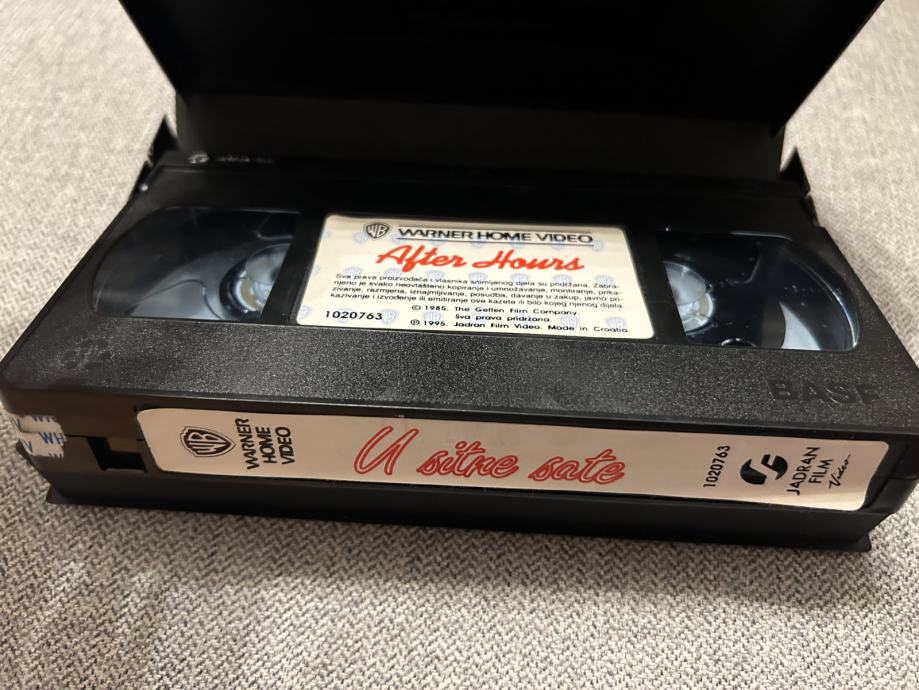 WB WARNER HOME VIDEO
After Hours
Sva prava proizvođača i vlasnika snimljenog djela su pridržana. Zabra-
njeno je svako neovlašteno kopiranje i umnožavanje, montiranje, prika-
zivanje, razmjena, iznajmljivanje, posudba, davanje u zakup, javno pri-
kazivanje i izvođenje ili emitiranje ove kazete ili bilo kojeg njenog dijela.
© 1985. The Geffen Film Company.
Sva prava pridržana.
1020763
℗ 1995. Jadran Film Video. Made in Croatia.
BASF
WH
WB
WARNER
HOME
VIDEO
U sitne sate
1020763
JADRAN
FILM
Video